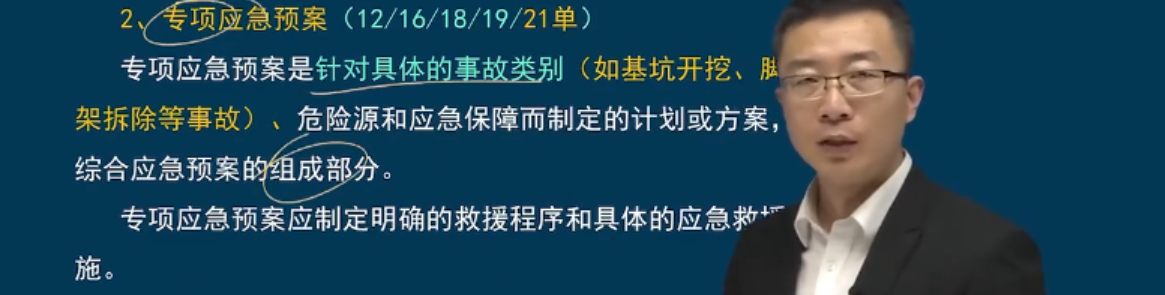 2、专项应急预案（12/16/18/19/21单）
专项应急预案是针对具体的事故类别（如基坑开挖、脚
架拆除等事故）、危险源和应急保障而制定的计划或方案，
综合应急预案的组成部分。
专项应急预案应制定明确的救援程序和具体的应急救援
施。